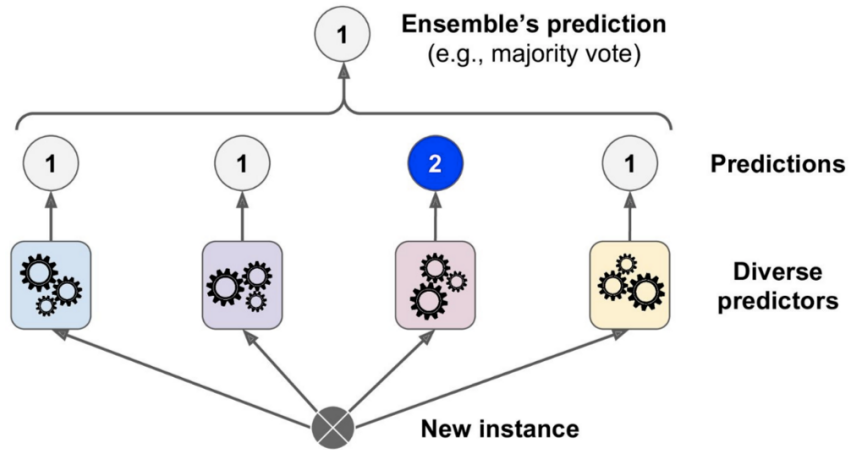 1
Ensemble’s prediction
(e.g., majority vote)
1
1
2
1
Predictions
Diverse
predictors
New instance